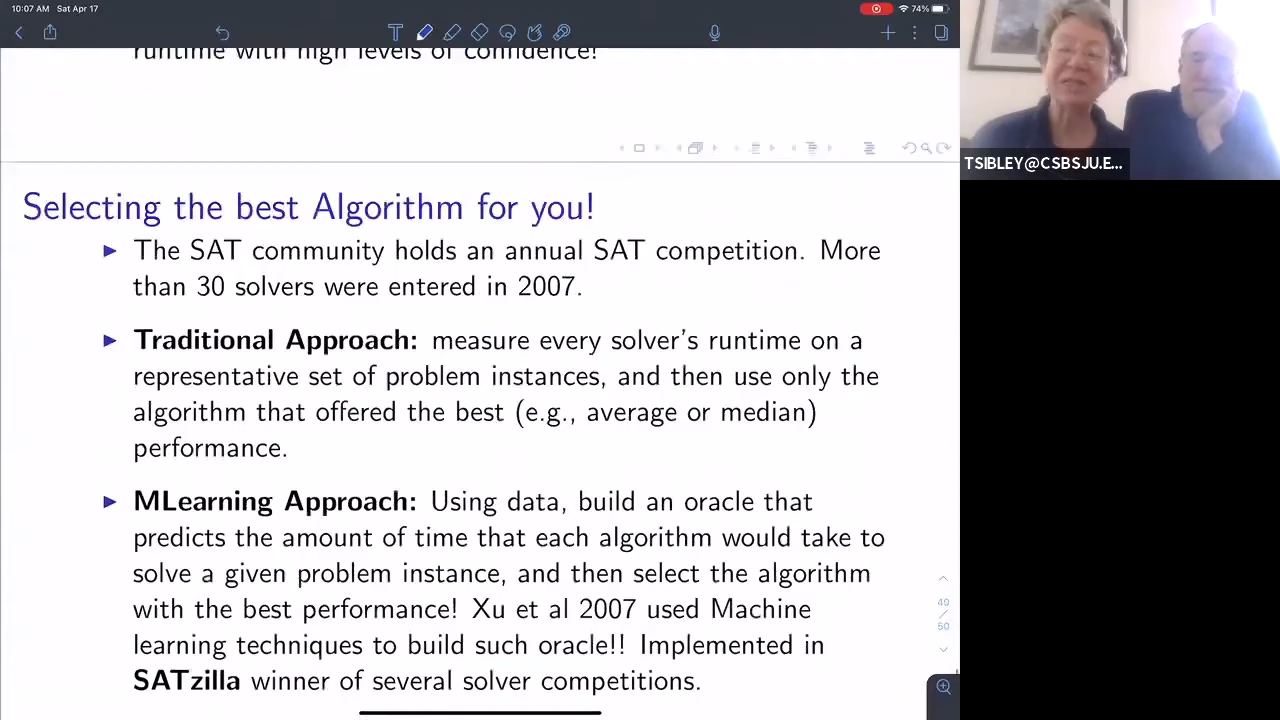 10:07 AM Sat Apr 17
74%
runtime with high levels of confidence!
Selecting the best Algorithm for you!
The SAT community holds an annual SAT competition. More
than 30 solvers were entered in 2007.
Traditional Approach: measure every solver's runtime on a
representative set of problem instances, and then use only the
algorithm that offered the best (e.g., average or median)
performance.
MLearning Approach: Using data, build an oracle that
predicts the amount of time that each algorithm would take to
solve a given problem instance, and then select the algorithm
with the best performance! Xu et al 2007 used Machine
learning techniques to build such oracle!! Implemented in
SATzilla winner of several solver competitions.
49
/
50
TSIBLEY@CSBSJU.E...